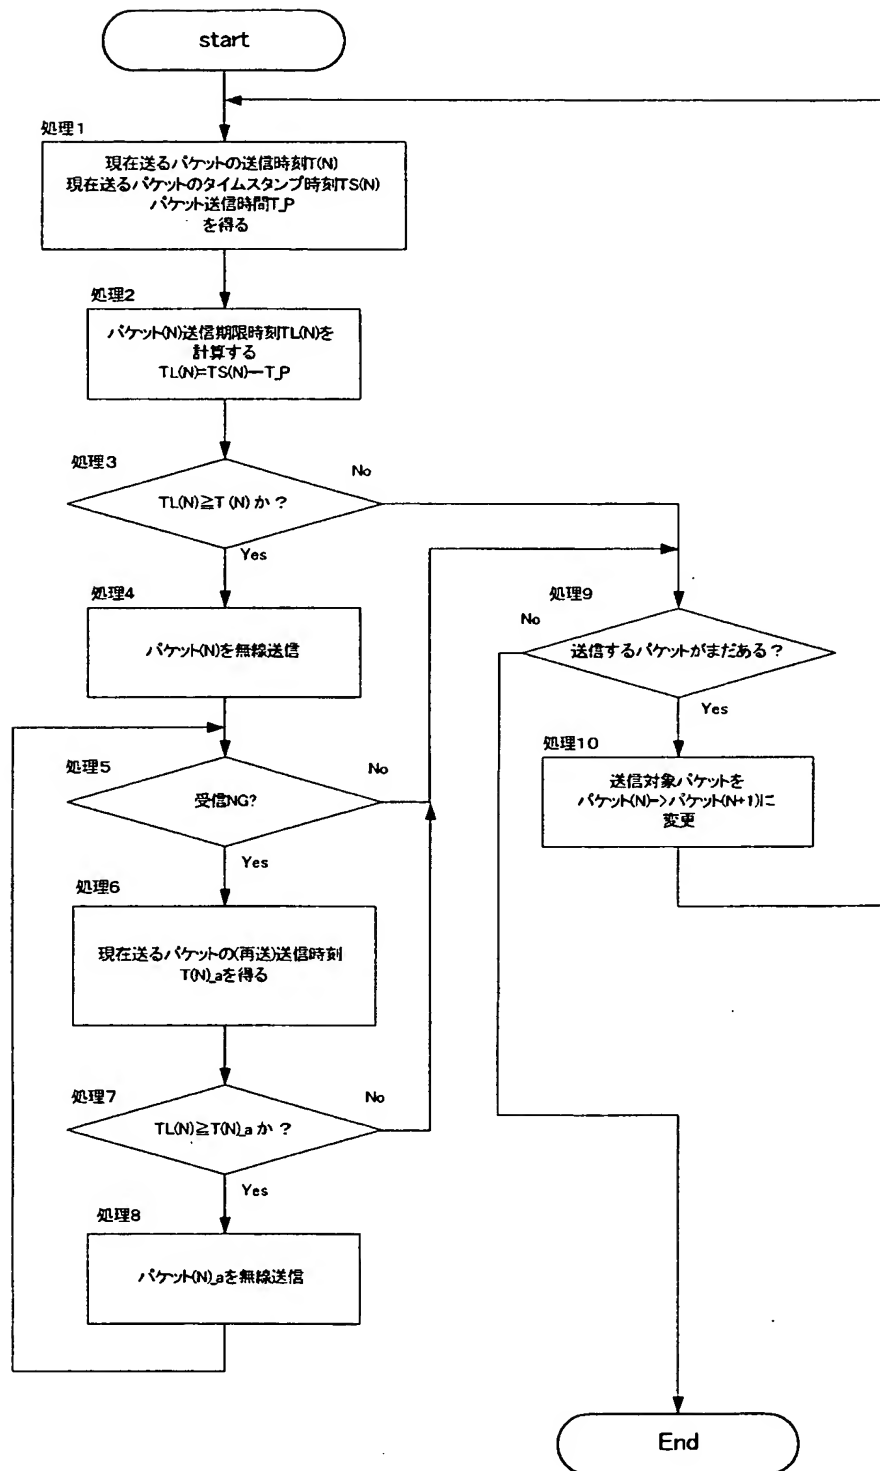 start
処理1
現在送るパケットの送信時刻T(N)
現在送るパケットのタイムスタンプ時刻TS(N)
パケット送信時間T_P
を得る
処理2
パケット(N)送信期限時刻TL(N)を
計算する
TL(N)=TS(N)—T_P
処理3
No
TL(N)≧T (N) か ?
Yes
処理4
パケット(N)を無線送信
処理5
No
受信NG?
Yes
処理6
現在送るパケットの(再送)送信時刻
T(N)_aを得る
処理7
No
TL(N)≧T(N)_a か ?
Yes
処理8
パケット(N)_aを無線送信
処理9
No
送信するパケットがまだある ?
Yes
処理10
送信対象パケットを
パケット(N)->パケット(N+1)に
変更
End